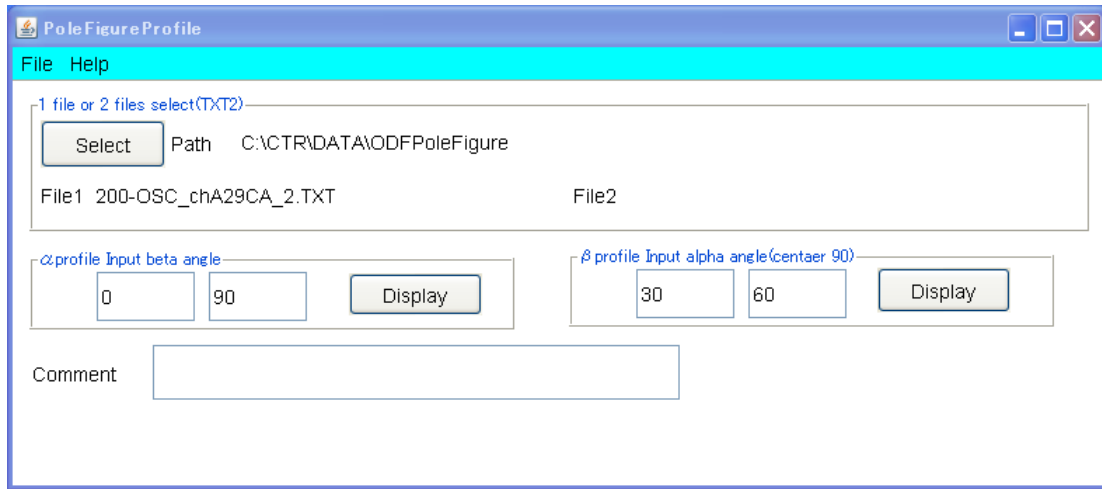 PoleFigureProfile
File Help
1 file or 2 files select(TXT2)
Select Path C:\CTR\DATA\ODFPoleFigure
File1 200-OSC_chA29CA_2.TXT File2
αprofile Input beta angle
0 90 Display
βprofile Input alpha angle(centaer 90)
30 60 Display
Comment